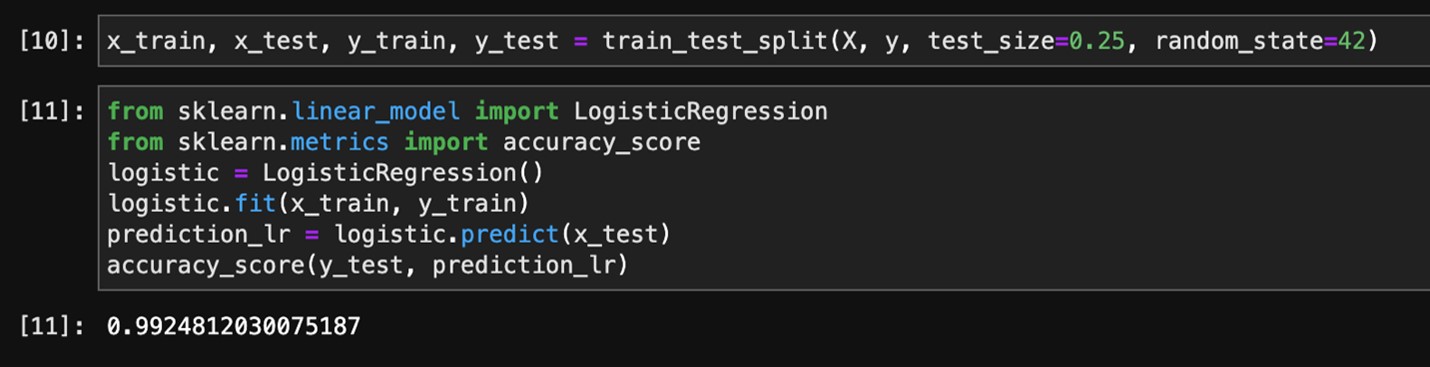 [10]: x_train, x_test, y_train, y_test = train_test_split(X, y, test_size=0.25, random_state=42)
[11]: from sklearn.linear_model import LogisticRegression
from sklearn.metrics import accuracy_score
logistic = LogisticRegression()
logistic.fit(x_train, y_train)
prediction_lr = logistic.predict(x_test)
accuracy_score(y_test, prediction_lr)
[11]: 0.9924812030075187